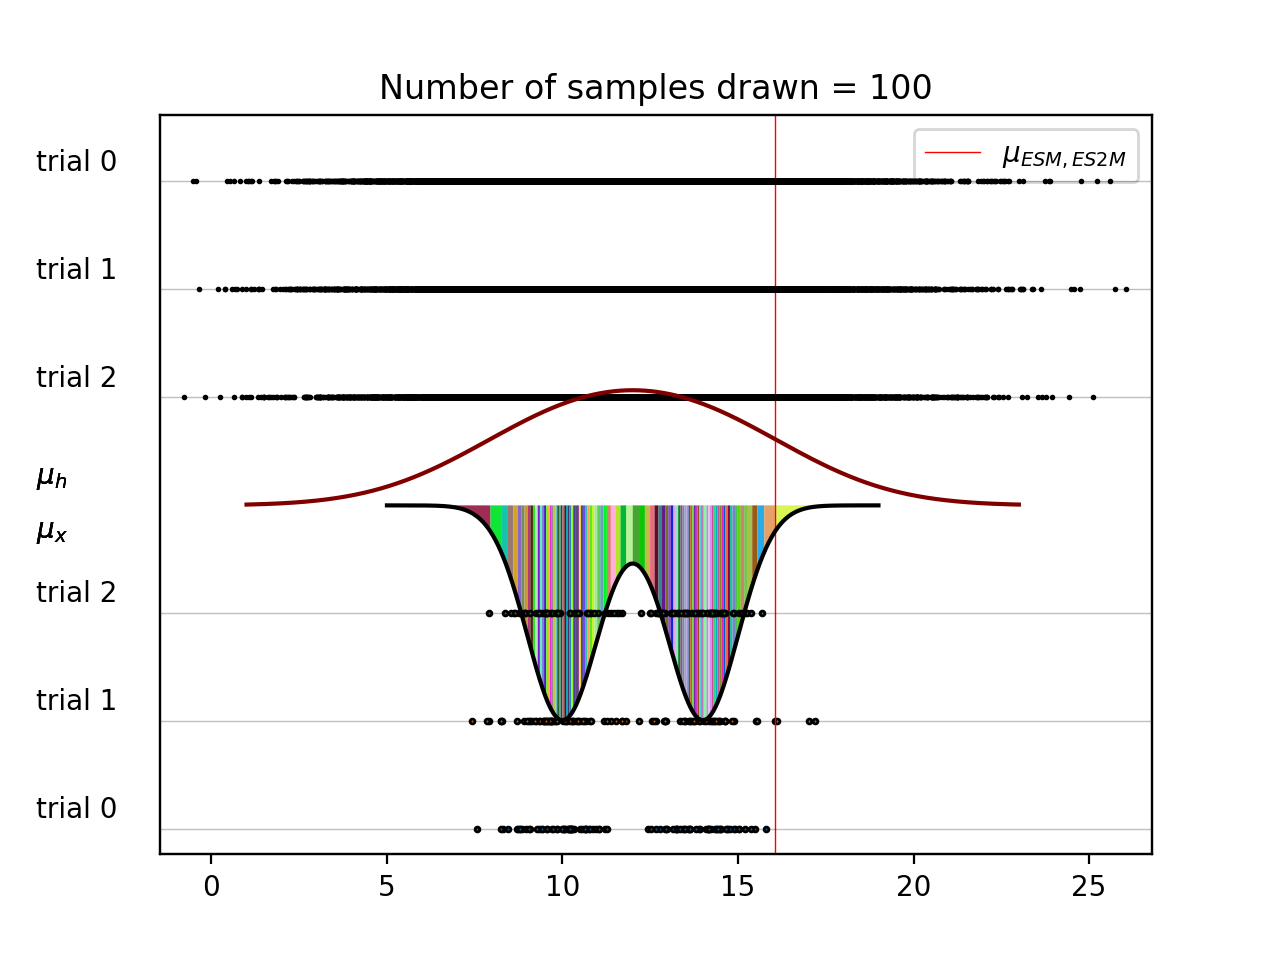 Number of samples drawn = 100
μ_{ESM,ES2M}
trial 0
trial 1
trial 2
μ_h
μ_x
trial 2
trial 1
trial 0
0 5 10 15 20 25